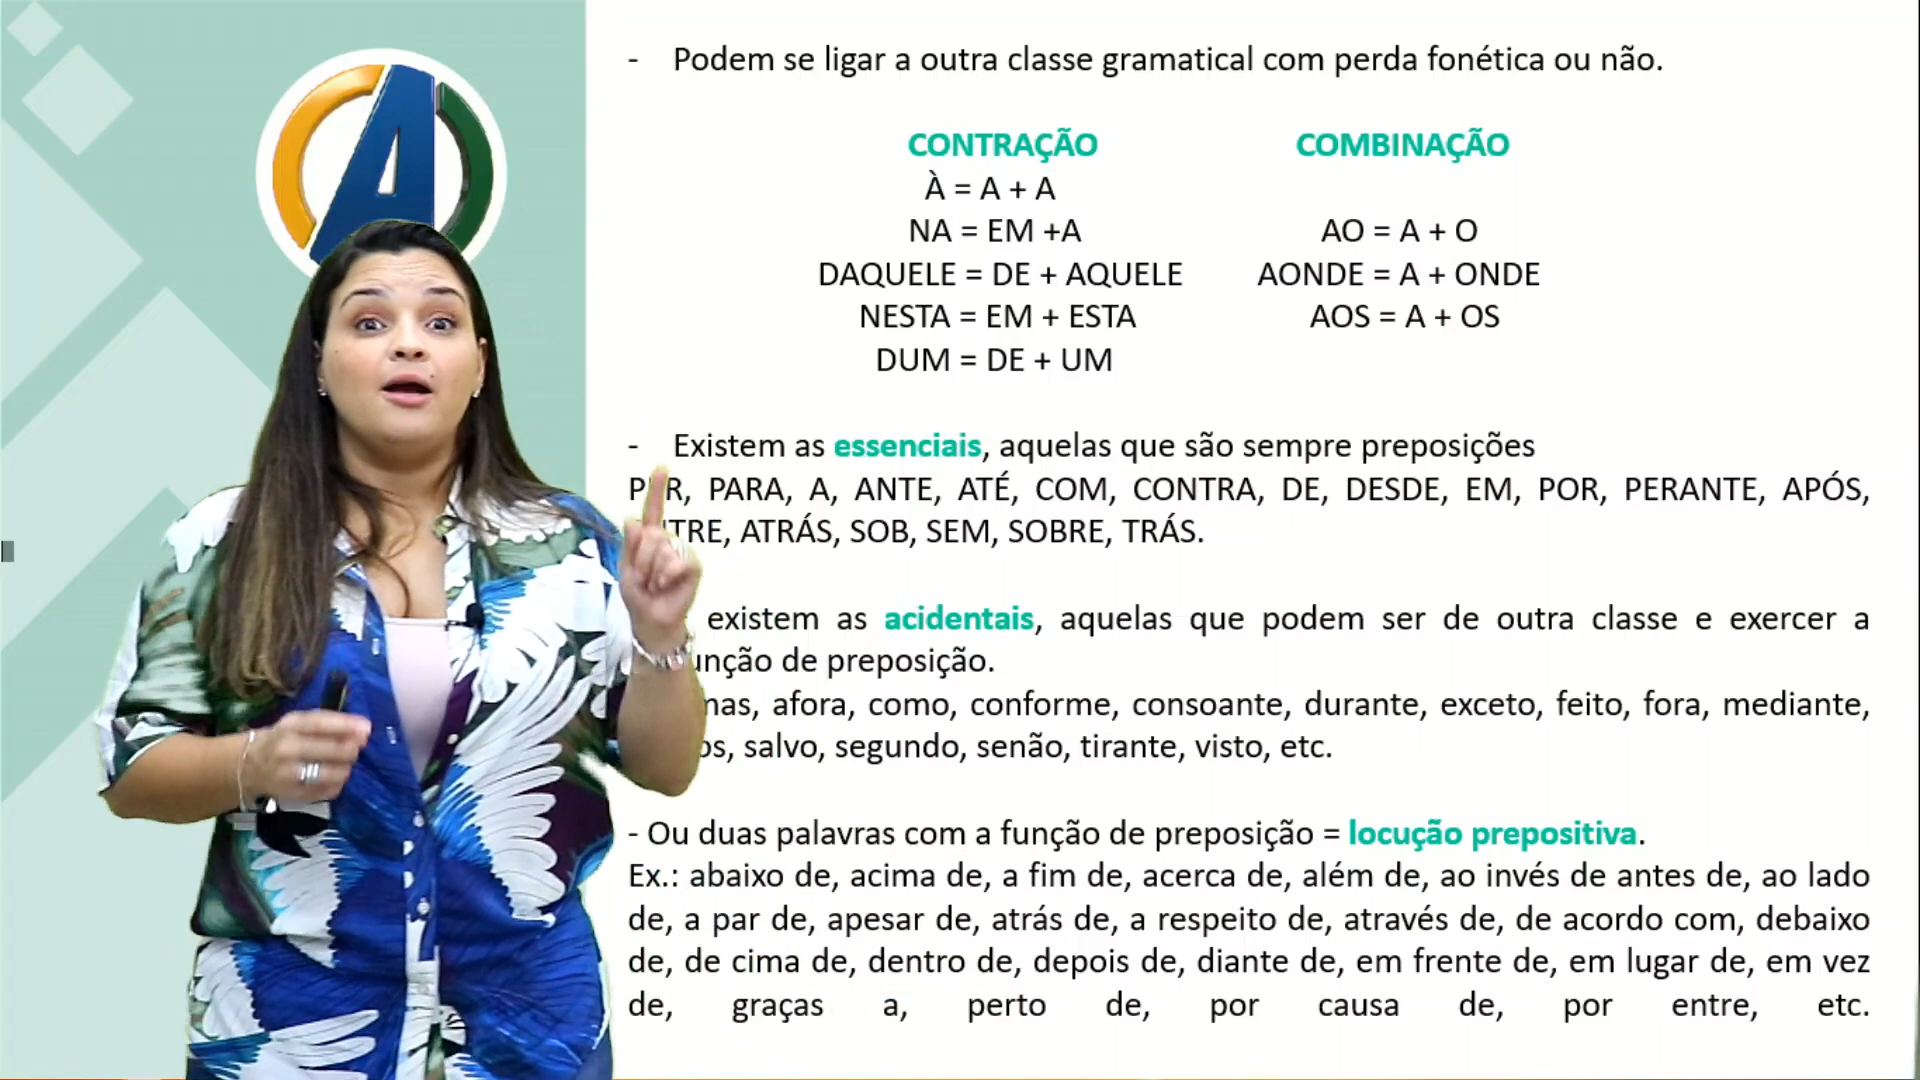 - Podem se ligar a outra classe gramatical com perda fonética ou não.
CONTRAÇÃO COMBINAÇÃO
À = A + A
NA = EM +A AO = A + O
DAQUELE = DE + AQUELE AONDE = A + ONDE
NESTA = EM + ESTA AOS = A + OS
DUM = DE + UM
- Existem as essenciais, aquelas que são sempre preposições
PARA, A, ANTE, ATÉ, COM, CONTRA, DE, DESDE, EM, POR, PERANTE, APÓS,
ATRÁS, SOB, SEM, SOBRE, TRÁS.
existem as acidentais, aquelas que podem ser de outra classe e exercer a
de preposição.
afora, como, conforme, consoante, durante, exceto, feito, fora, mediante,
salvo, segundo, senão, tirante, visto, etc.
- Ou duas palavras com a função de preposição = locução prepositiva.
Ex.: abaixo de, acima de, a fim de, acerca de, além de, ao invés de antes de, ao lado
de, a par de, apesar de, atrás de, a respeito de, através de, de acordo com, debaixo
de, de cima de, dentro de, depois de, diante de, em frente de, em lugar de, em vez
de, graças a, perto de, por causa de, por entre, etc.